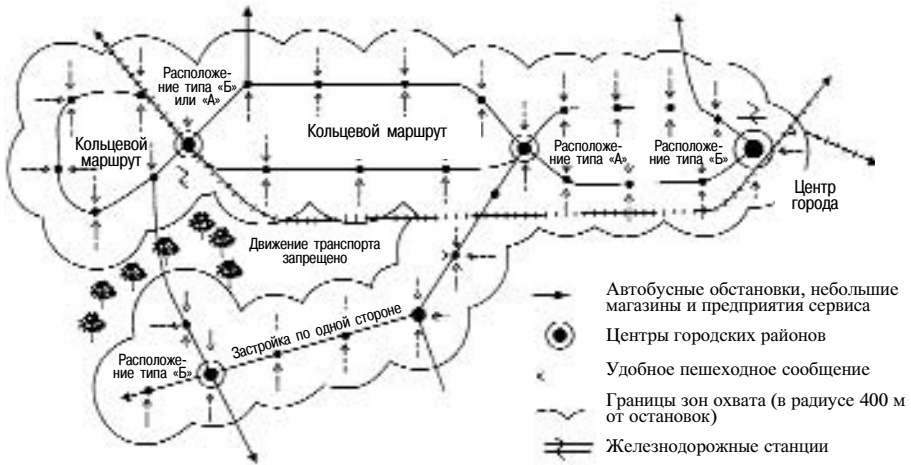 Расположе-
ние типа «Б»
или «А»
Кольцевой
маршрут
Кольцевой маршрут
Расположе-
ние типа«А»
Расположе-
ние типа«Б»
Центр
города
Движение транспорта
запрещено
Застройка по одной стороне
Расположе-
ние типа «Б»
Автобусные обстановки, небольшие
магазины и предприятия сервиса
Центры городских районов
Удобное пешеходное сообщение
Границы зон охвата (в радиусе 400 м
от остановок)
Железнодорожные станции